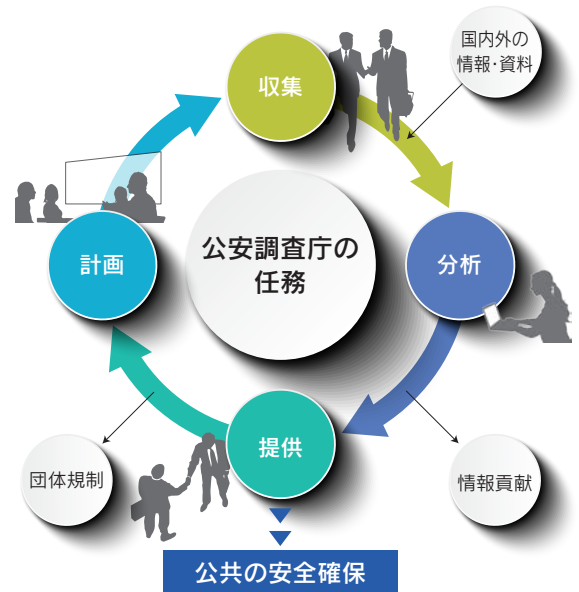 収集
国内外の
情報・資料
公安調査庁の
任務
計画
分析
提供
団体規制
情報貢献
公共の安全確保